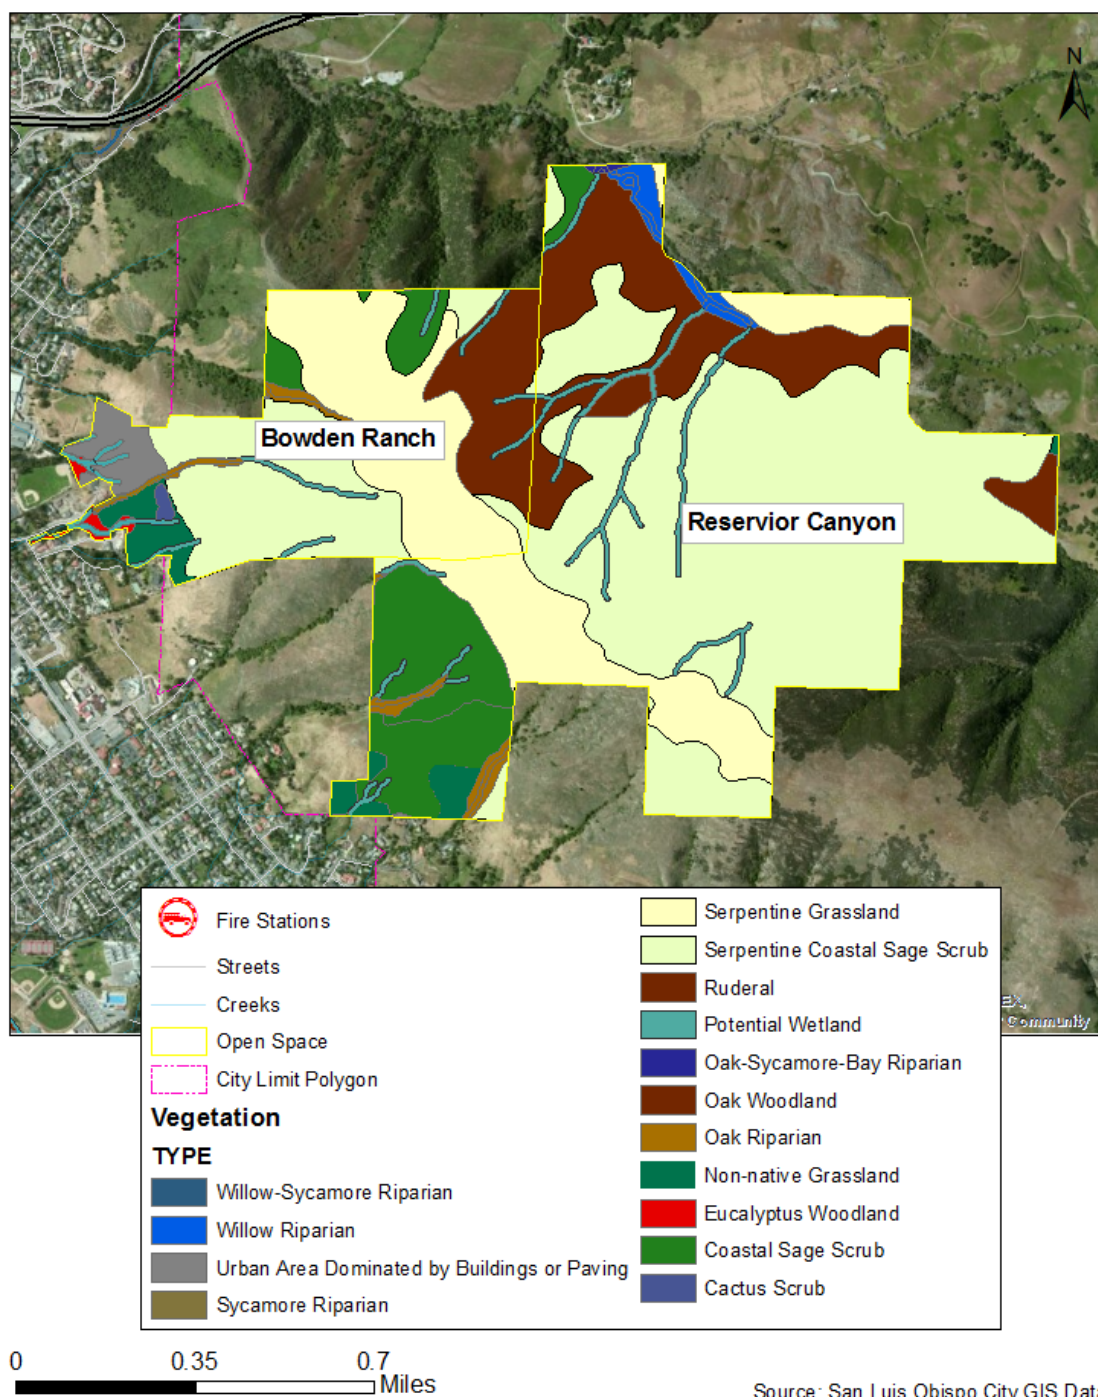 N
Bowden Ranch
Reservior Canyon
EX,
Community
Fire Stations
Streets
Creeks
Open Space
City Limit Polygon
Vegetation
TYPE
Willow-Sycamore Riparian
Willow Riparian
Urban Area Dominated by Buildings or Paving
Sycamore Riparian
Serpentine Grassland
Serpentine Coastal Sage Scrub
Ruderal
Potential Wetland
Oak-Sycamore-Bay Riparian
Oak Woodland
Oak Riparian
Non-native Grassland
Eucalyptus Woodland
Coastal Sage Scrub
Cactus Scrub
0 0.35 0.7
Miles
Source: San Luis Obispo City GIS Data